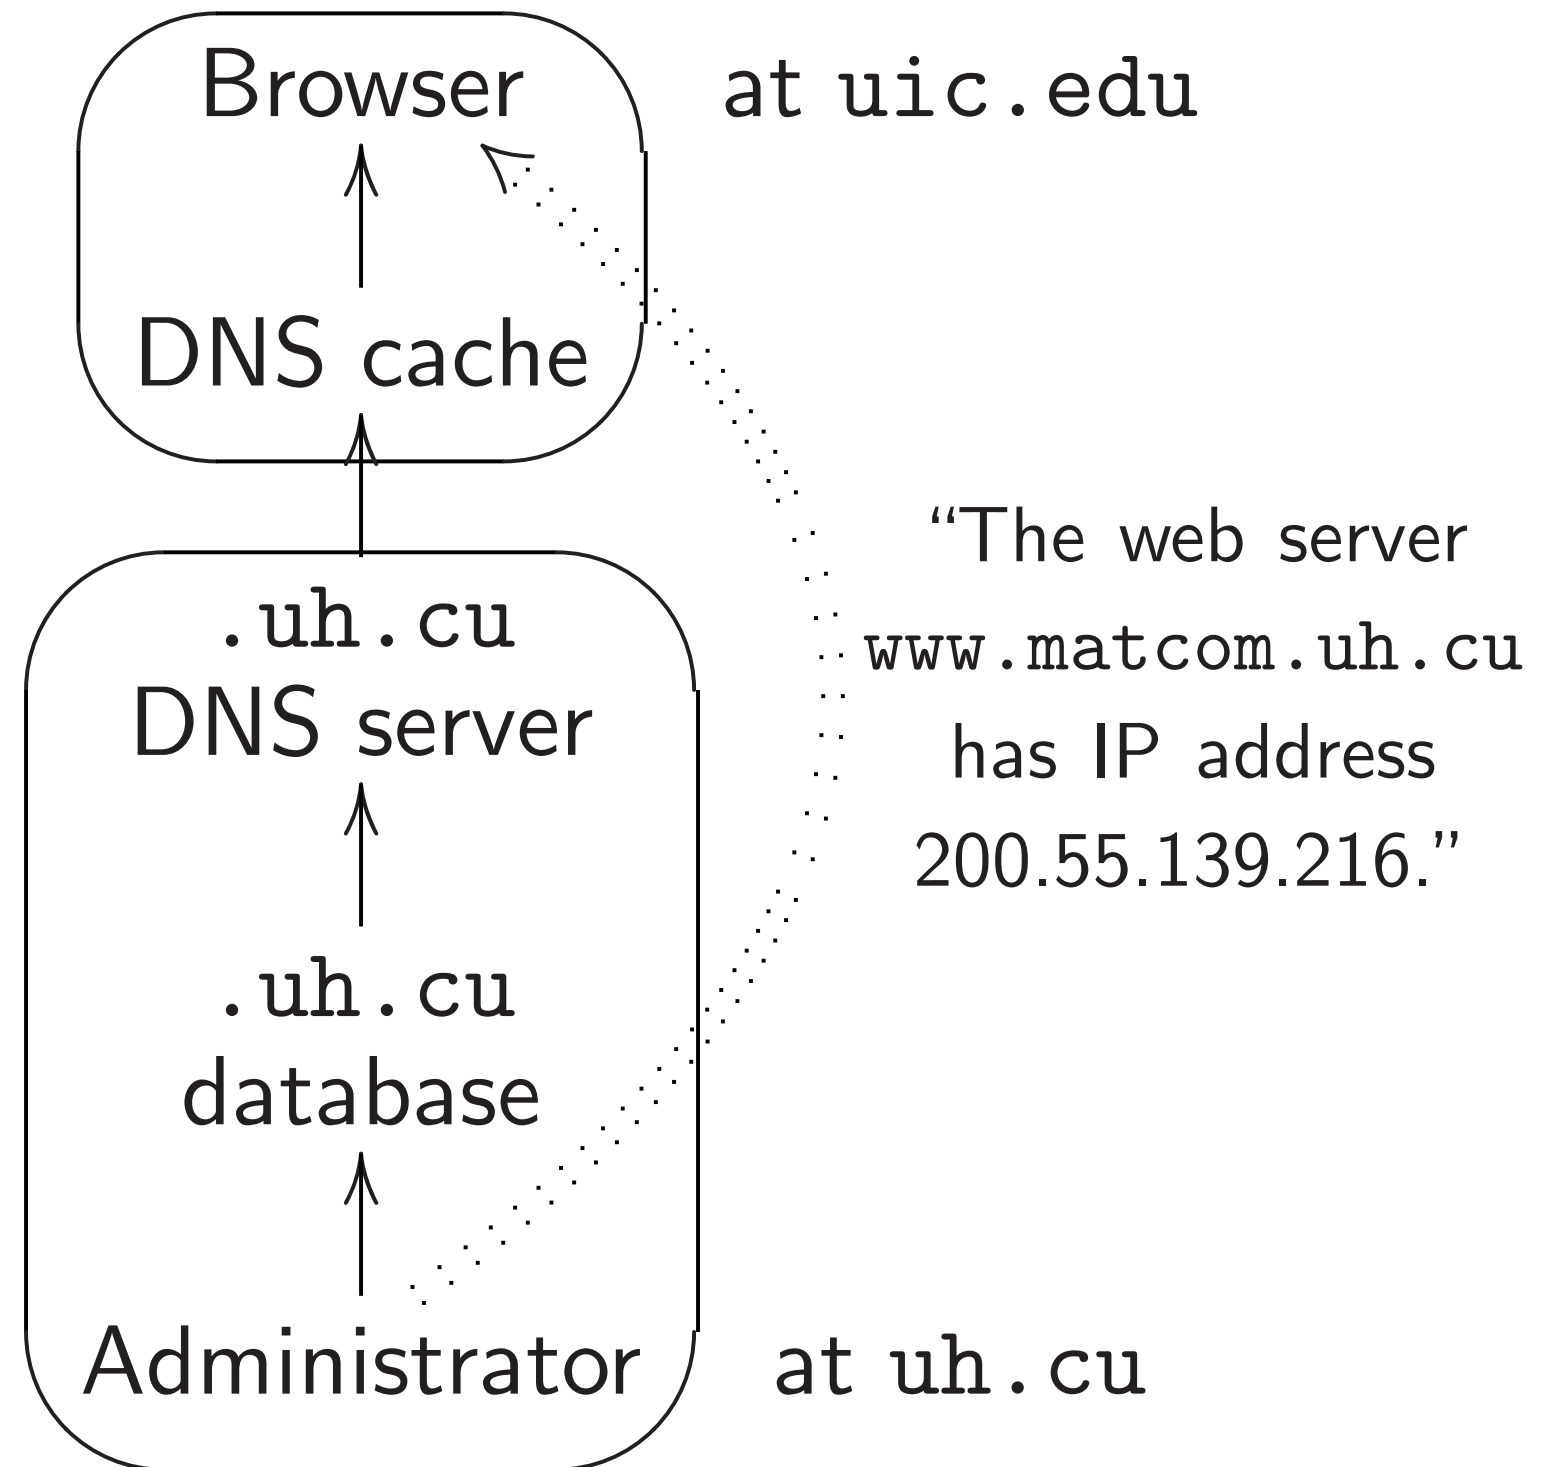 Browser at uic.edu
DNS cache
.uh.cu
DNS server
.uh.cu
database
Administrator at uh.cu
“The web server
www.matcom.uh.cu
has IP address
200.55.139.216.”